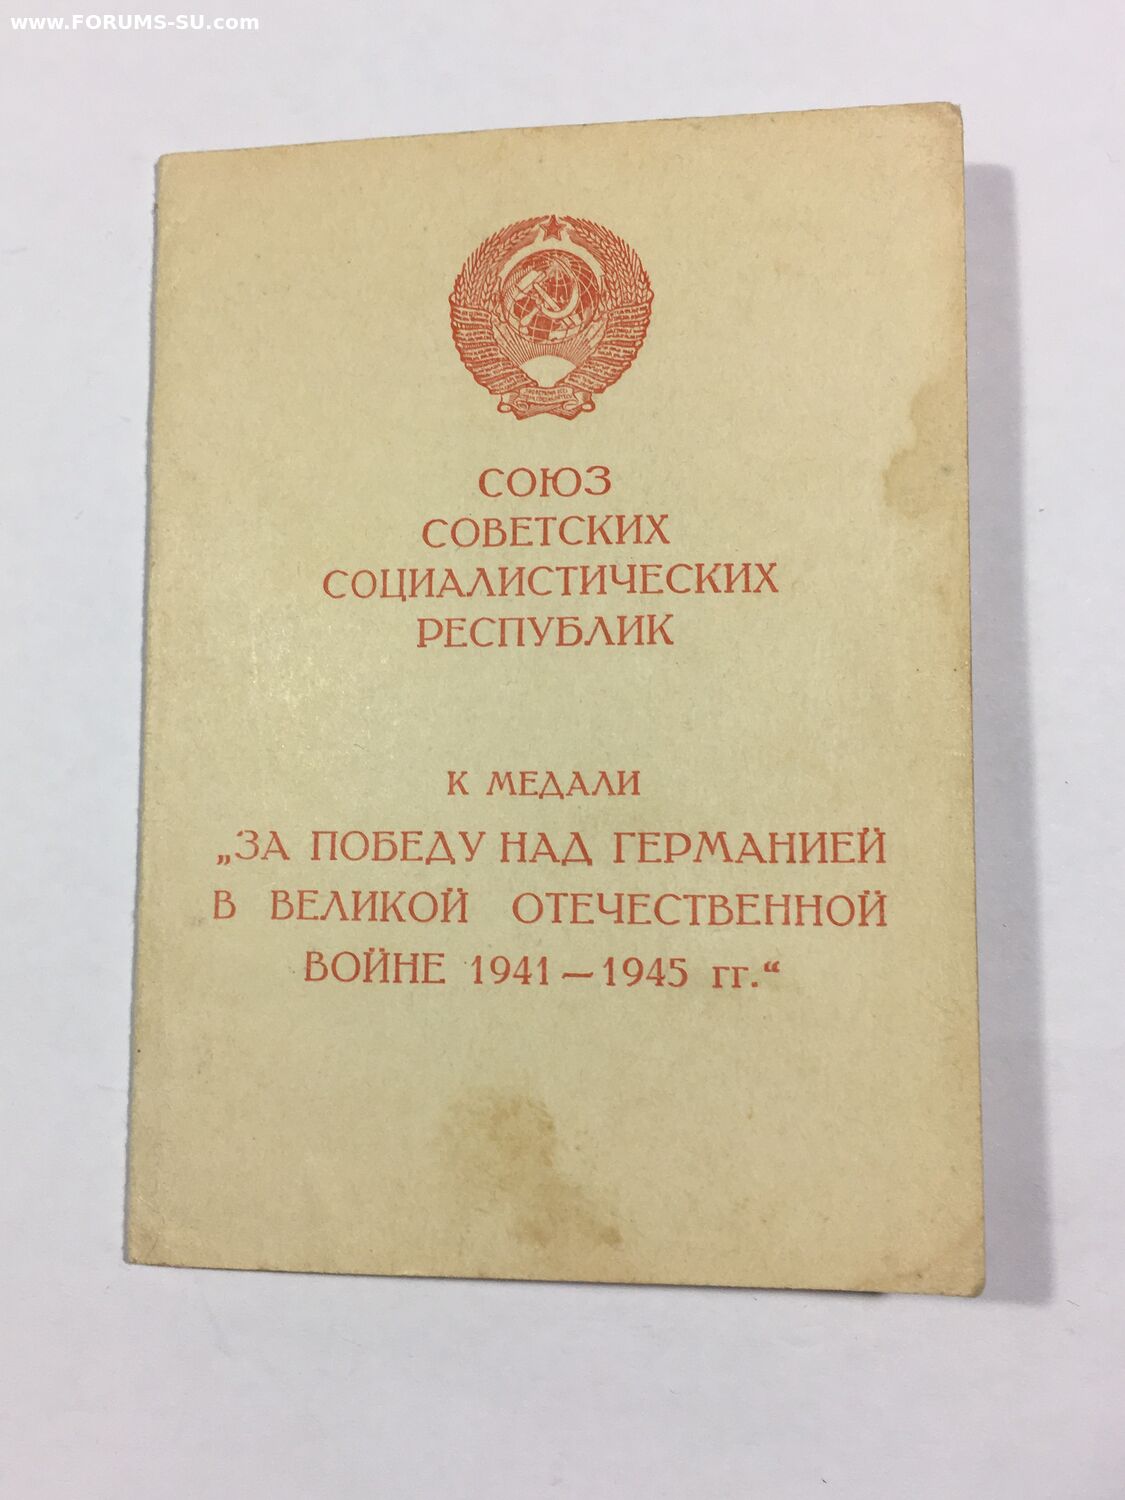 www.FORUMS-SU.com
СОЮЗ
СОВЕТСКИХ
СОЦИАЛИСТИЧЕСКИХ
РЕСПУБЛИК
К МЕДАЛИ
„ЗА ПОБЕДУ НАД ГЕРМАНИЕЙ
В ВЕЛИКОЙ ОТЕЧЕСТВЕННОЙ
ВОЙНЕ 1941—1945 гг.“